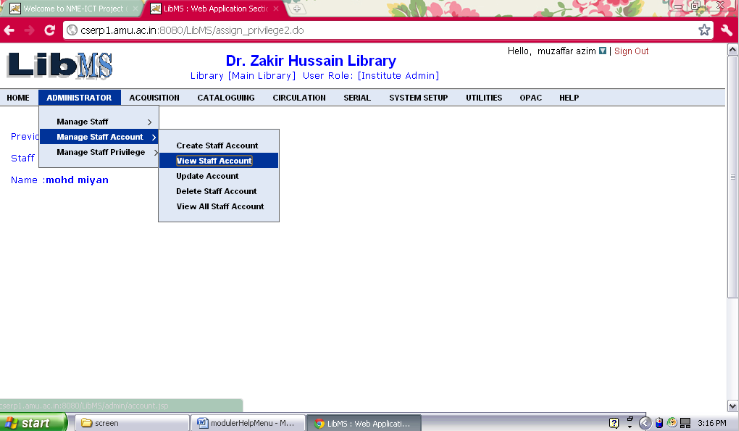 Welcome to NME-ICT Project
LibMS : Web Application Secti
cserp1.amu.ac.in:8080/LibMS/assign_privilege2.do
LibMS
Dr. Zakir Hussain Library
Library [Main Library] User Role: [Institute Admin]
Hello, muzaffar azim | Sign Out
HOME ADMINISTRATOR ACQUISITION CATALOGUING CIRCULATION SERIAL SYSTEM SETUP UTILITIES OPAC HELP
Manage Staff
Manage Staff Account
Manage Staff Privilege
Create Staff Account
View Staff Account
Update Account
Delete Staff Account
View All Staff Account
Previ
Staff
Name :mohd miyan
start
screen
modulerHelpMenu - M...
LibMS : Web Applicati...
3:16 PM